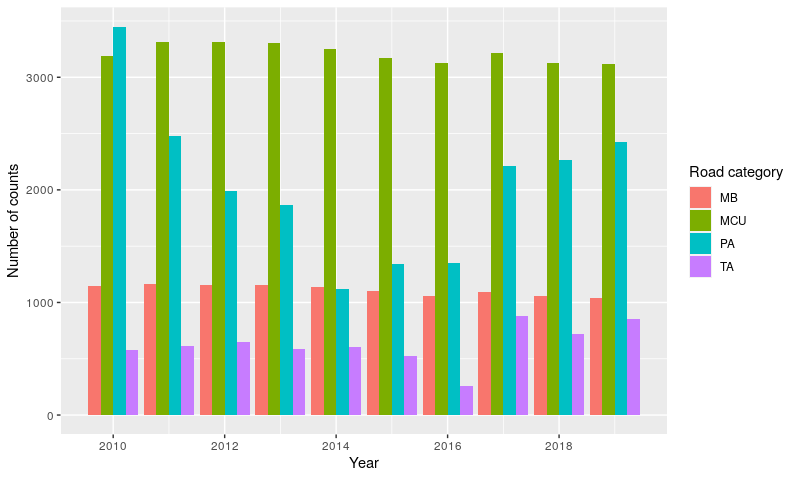 Number of counts
3000
2000
1000
0
2010
2012
2014
2016
2018
Year
Road category
MB
MCU
PA
TA